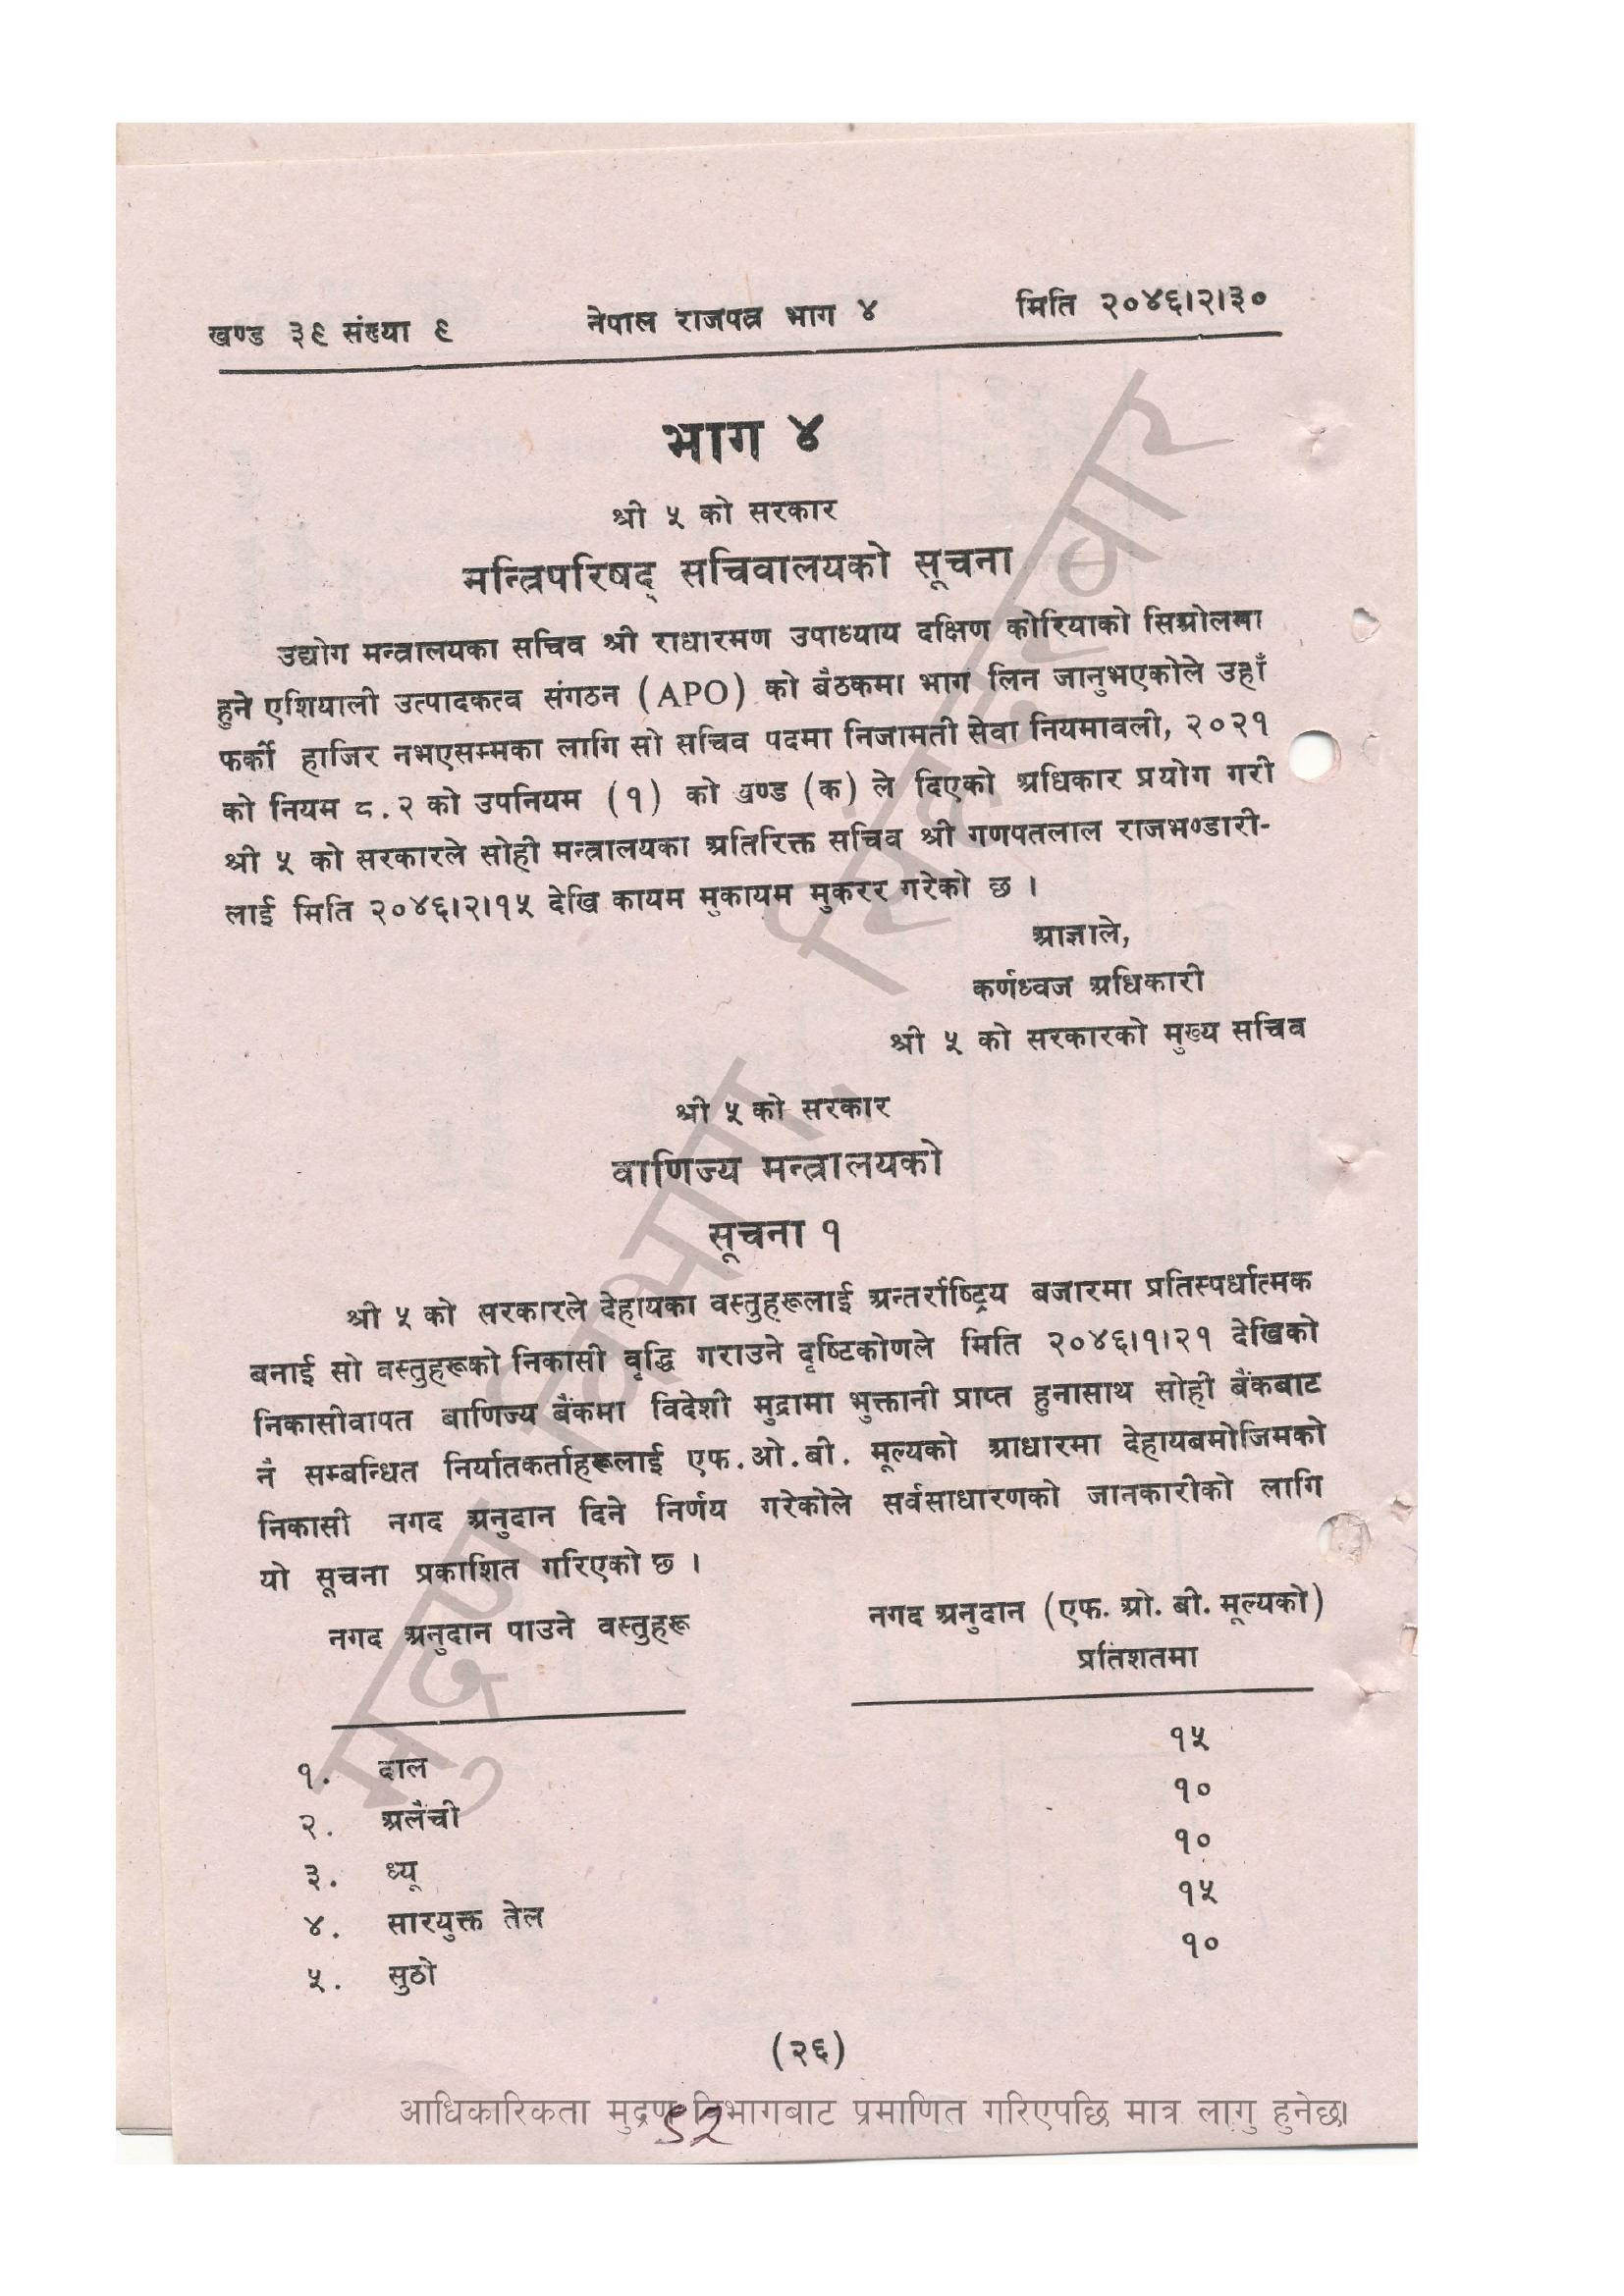 खण्ड ३९ संख्या ९ नेपाल राजपत्र भाग ४ मिति २०४६।२।३०
भाग ४
श्री ५ को सरकार
मन्त्रिपरिषद् सचिवालयको सूचना
उद्योग मन्त्रालयका सचिव श्री राधारमण उपाध्याय दक्षिण कोरियाको सिओलमा
हुने एशियाली उत्पादकत्व संगठन (APO) को बैठकमा भाग लिन जानुभएकोले उहाँ
फर्की हाजिर नभएसम्मका लागि सो सचिव पदमा निजामती सेवा नियमावली, २०२१
को नियम ८.२ को उपनियम (१) को खण्ड (क) ले दिएको अधिकार प्रयोग गरी
श्री ५ को सरकारले सोही मन्त्रालयका अतिरिक्त सचिव श्री गणपतलाल राजभण्डारी-
लाई मिति २०४६।२।१५ देखि कायम मुकायम मुकरर गरेको छ ।
आज्ञाले,
कर्णध्वज अधिकारी
श्री ५ को सरकारको मुख्य सचिव
श्री ५ को सरकार
वाणिज्य मन्त्रालयको
सूचना १
श्री ५ को सरकारले देहायका वस्तुहरूलाई अन्तर्राष्ट्रिय बजारमा प्रतिस्पर्धात्मक
बनाई सो वस्तुहरूको निकासी वृद्धि गराउने दृष्टिकोणले मिति २०४६।१।२१ देखिको
निकासीवापत बाणिज्य बैंकमा विदेशी मुद्रामा भुक्तानी प्राप्त हुनासाथ सोही बैंकबाट
नै सम्बन्धित निर्यातकर्ताहरूलाई एफ.ओ.बी. मूल्यको आधारमा देहायबमोजिमको
निकासी नगद अनुदान दिने निर्णय गरेकोले सर्वसाधारणको जानकारीको लागि
यो सूचना प्रकाशित गरिएको छ ।
नगद अनुदान पाउने वस्तुहरू नगद अनुदान (एफ. ओ. बी. मूल्यको)
प्रतिशतमा
१. दाल १५
२. अलैंची १०
३. ध्यू १०
४. सारयुक्त तेल १५
५. सुठो १०
(२६)
आधिकारिकता मुद्रण विभागबाट प्रमाणित गरिएपछि मात्र लागु हुनेछ।
९२
मुद्रण विभाग, सिंहदरबार